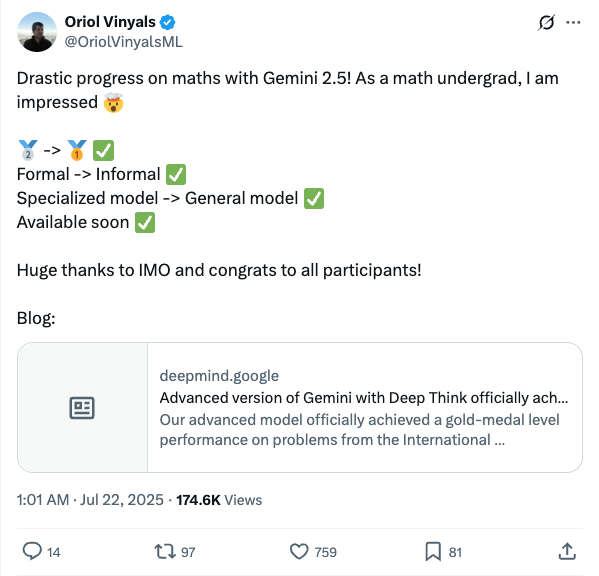 Oriol Vinyals
@OriolVinyalsML
Drastic progress on maths with Gemini 2.5! As a math undergrad, I am
impressed 🤯
🥈 -> 🥇 ✅
Formal -> Informal ✅
Specialized model -> General model ✅
Available soon ✅
Huge thanks to IMO and congrats to all participants!
Blog:
deepmind.google
Advanced version of Gemini with Deep Think officially ach...
Our advanced model officially achieved a gold-medal level
performance on problems from the International ...
1:01 AM · Jul 22, 2025 · 174.6K Views
14 97 759 81